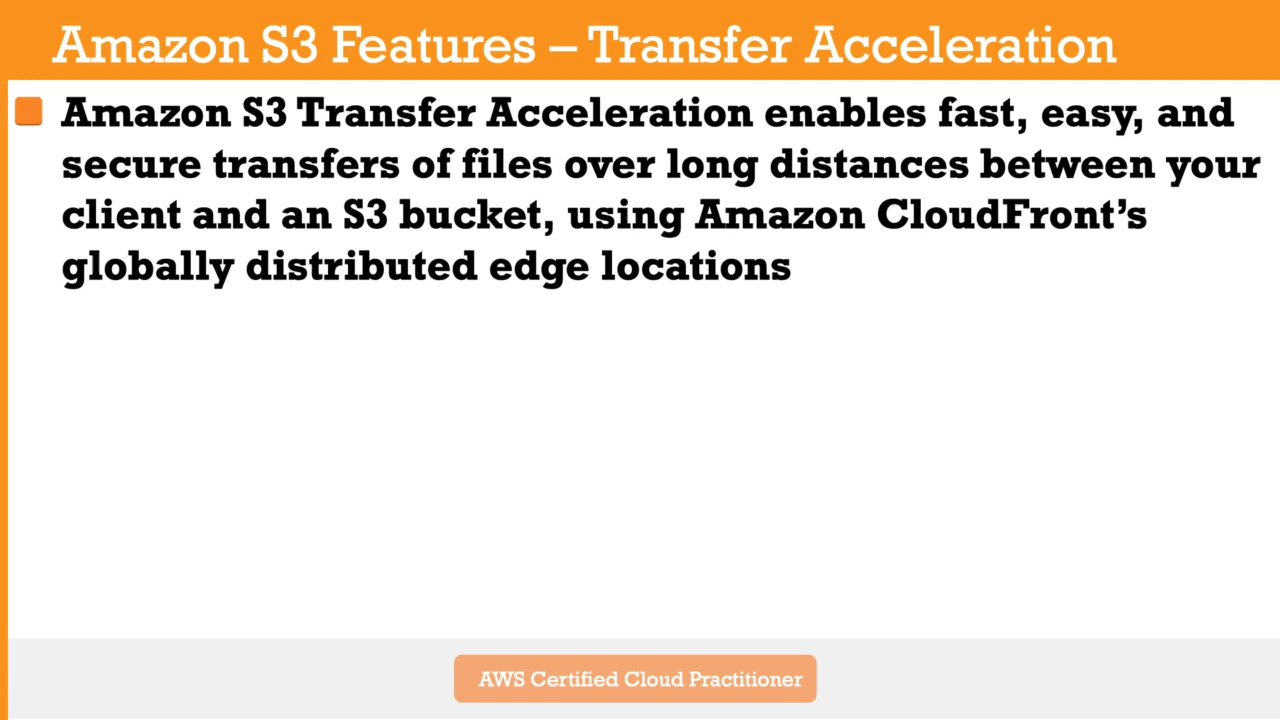 Amazon S3 Features – Transfer Acceleration
Amazon S3 Transfer Acceleration enables fast, easy, and
secure transfers of files over long distances between your
client and an S3 bucket, using Amazon CloudFront’s
globally distributed edge locations
AWS Certified Cloud Practitioner